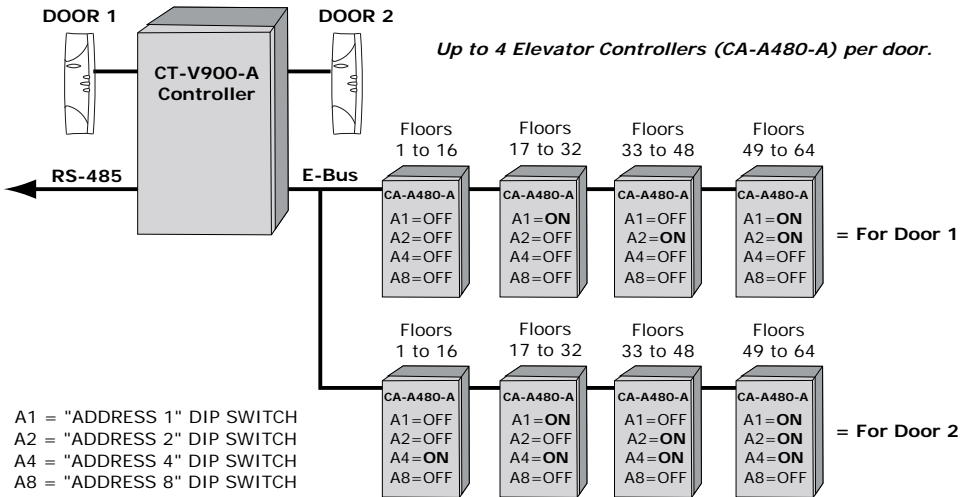 DOOR 1
DOOR 2
Up to 4 Elevator Controllers (CA-A480-A) per door.
CT-V900-A
Controller
RS-485
E-Bus
Floors
1 to 16
CA-A480-A
A1=OFF
A2=OFF
A4=OFF
A8=OFF
Floors
17 to 32
CA-A480-A
A1=ON
A2=OFF
A4=OFF
A8=OFF
Floors
33 to 48
CA-A480-A
A1=OFF
A2=ON
A4=OFF
A8=OFF
Floors
49 to 64
CA-A480-A
A1=ON
A2=ON
A4=OFF
A8=OFF
= For Door 1
Floors
1 to 16
CA-A480-A
A1=OFF
A2=OFF
A4=ON
A8=OFF
Floors
17 to 32
CA-A480-A
A1=ON
A2=OFF
A4=ON
A8=OFF
Floors
33 to 48
CA-A480-A
A1=OFF
A2=ON
A4=ON
A8=OFF
Floors
49 to 64
CA-A480-A
A1=ON
A2=ON
A4=ON
A8=OFF
= For Door 2
A1 = "ADDRESS 1" DIP SWITCH
A2 = "ADDRESS 2" DIP SWITCH
A4 = "ADDRESS 4" DIP SWITCH
A8 = "ADDRESS 8" DIP SWITCH